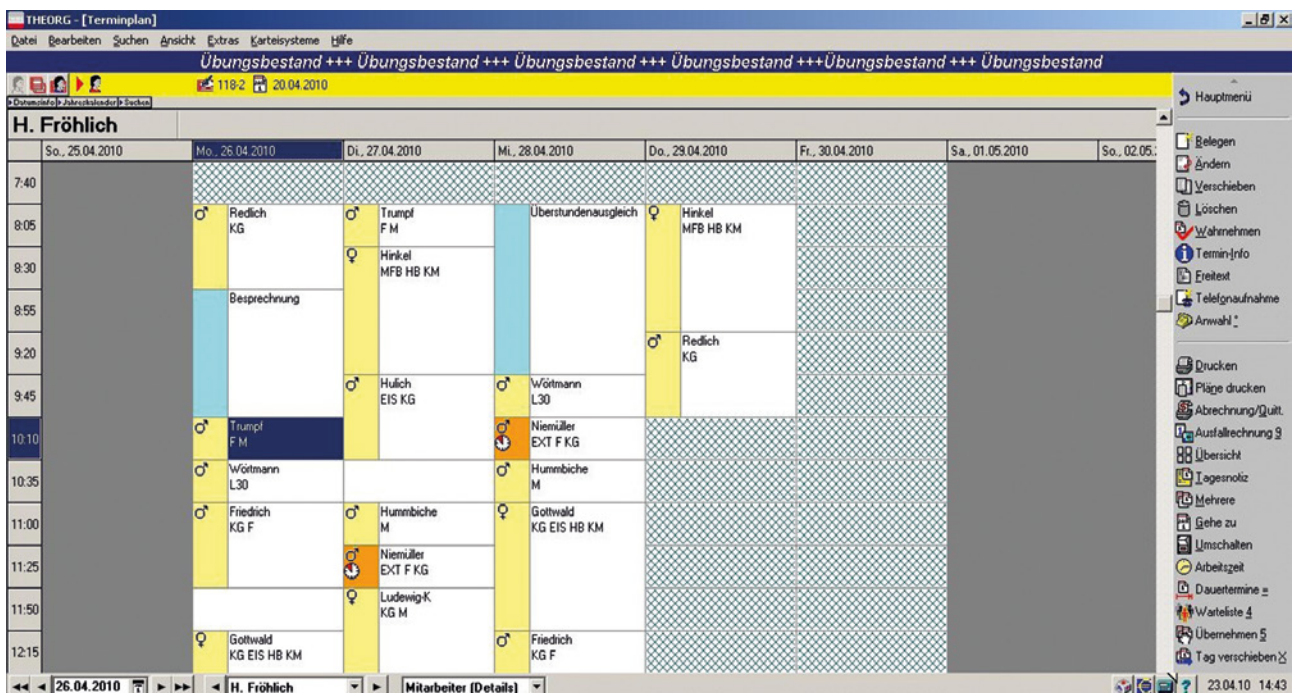 THEORG - [Terminplan]
Datei Bearbeiten Suchen Ansicht Extras Karteisysteme Hilfe
Übungsbestand +++ Übungsbestand +++ Übungsbestand +++ Übungsbestand +++Übungsbestand +++ Übungsbestand
118-2 20.04.2010
Datumsinfo Jahreskalender Suchen
H. Fröhlich
So., 25.04.2010 Mo., 26.04.2010 Di., 27.04.2010 Mi., 28.04.2010 Do., 29.04.2010 Fr., 30.04.2010 Sa., 01.05.2010 So., 02.05.
7:40
8:05 Redlich Trumpf Überstundenausgleich Hinkel
KG F M MFB HB KM
8:30 Hinkel
MFB HB KM
8:55 Besprechnung
9:20 Redlich
KG
9:45 Hulich Wörtmann
EIS KG L30
10:10 Trumpf Niemüller
F M EXT F KG
10:35 Wörtmann Hummbiche
L30 M
11:00 Friedrich Hummbiche Gottwald
KG F M KG EIS HB KM
11:25 Niemüller
EXT F KG
11:50 Ludewig-K
KG M
12:15 Gottwald Friedrich
KG EIS HB KM KG F
Hauptmenü
Belegen
Ändern
Verschieben
Löschen
Wahrnehmen
Termin-Info
Freitext
Telefonaufnahme
Anwahl *
Drucken
Pläne drucken
Abrechnung/Quitt.
Ausfallrechnung 9
Übersicht
Tagesnotiz
Mehrere
Gehe zu
Umschalten
Arbeitszeit
Dauertermine =
Warteliste 4
Übernehmen 5
Tag verschieben X
26.04.2010 H. Fröhlich Mitarbeiter (Details) 23.04.10 14:43